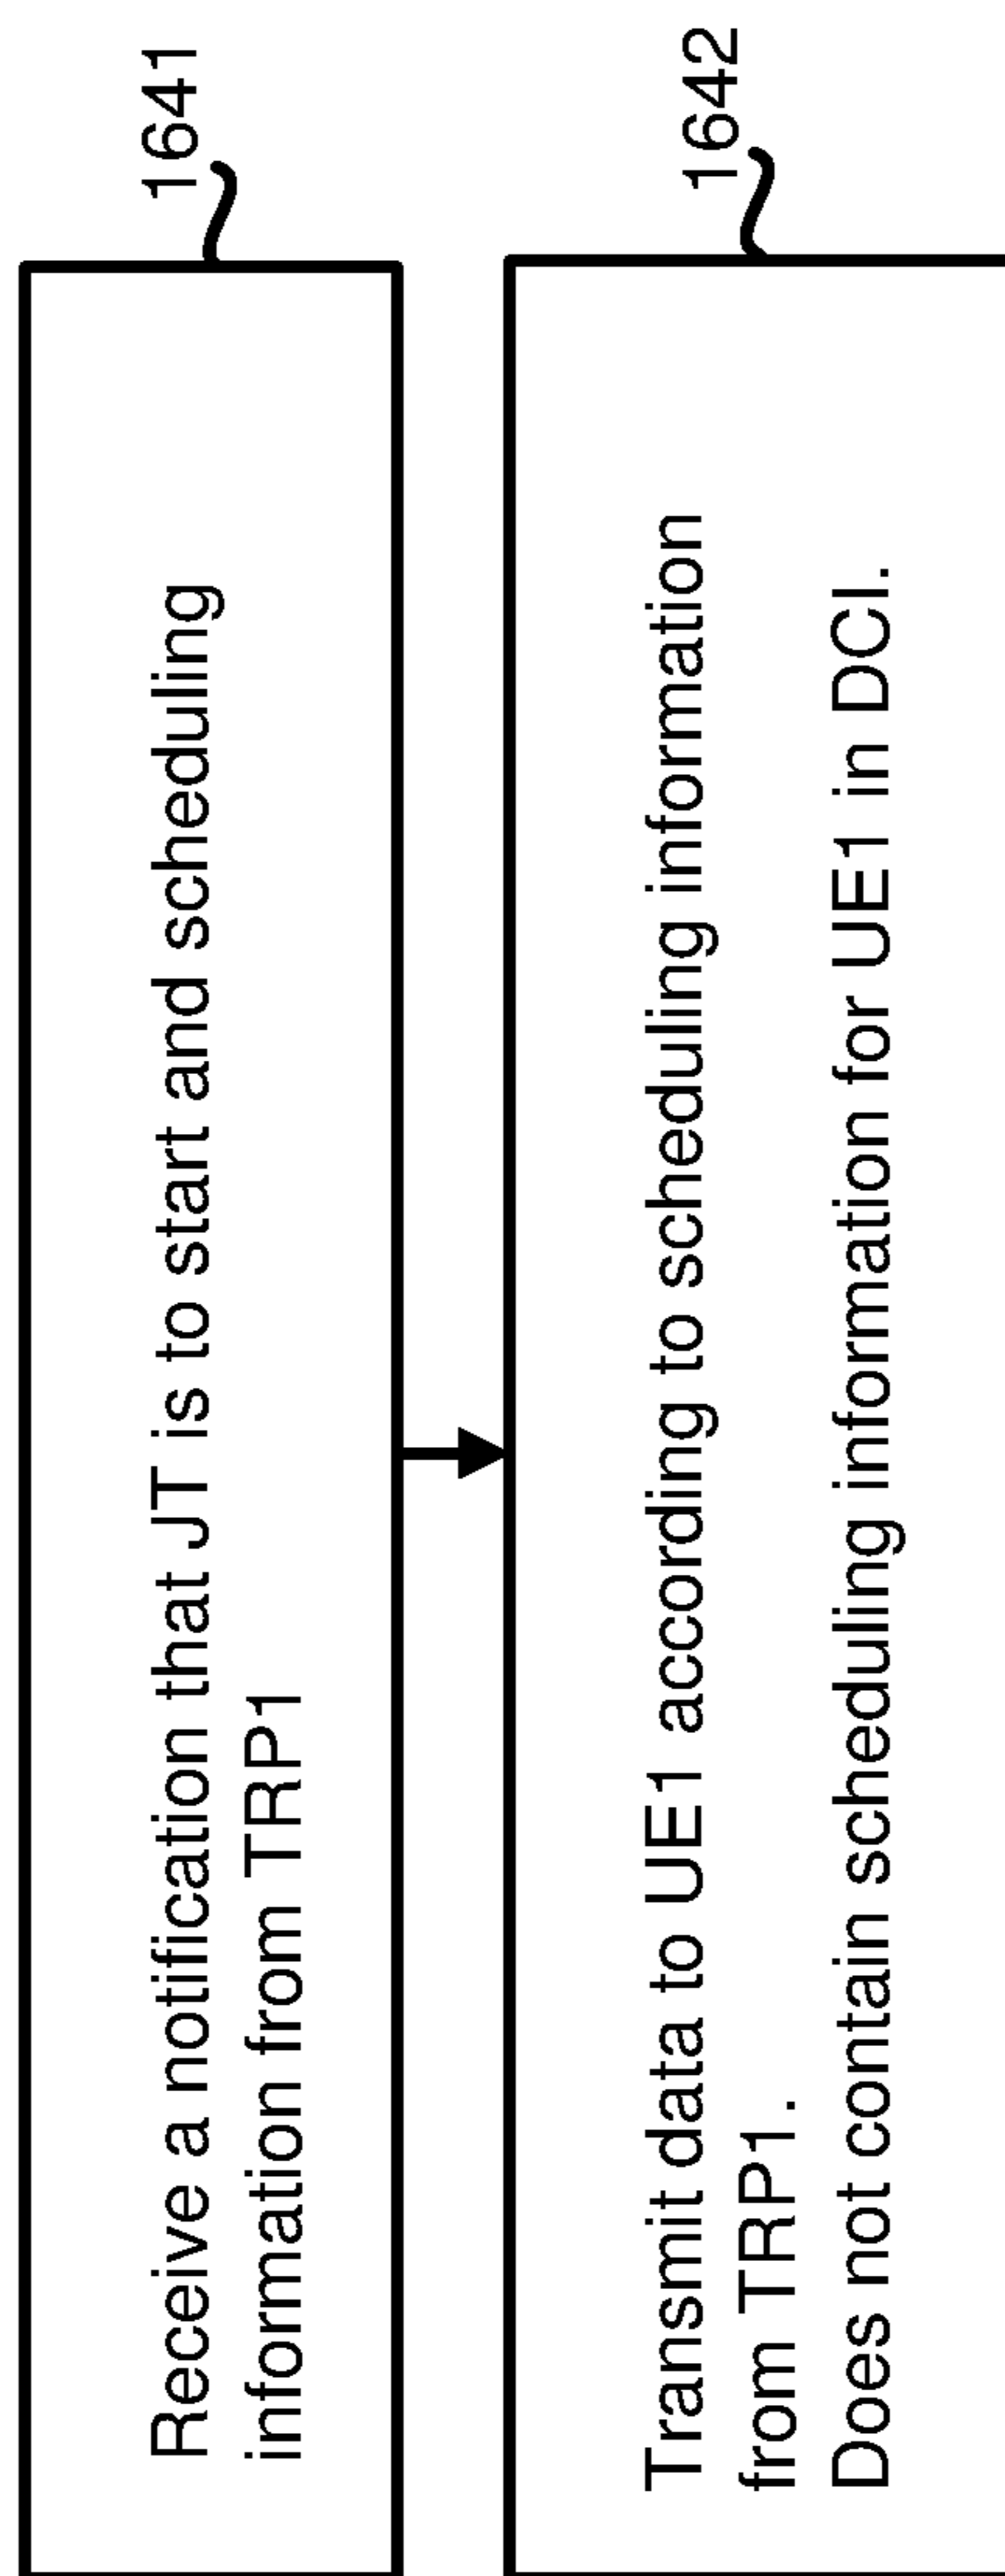 1641
Receive a notification that JT is to start and scheduling
information from TRP1
1642
Transmit data to UE1 according to scheduling information
from TRP1.
Does not contain scheduling information for UE1 in DCI.